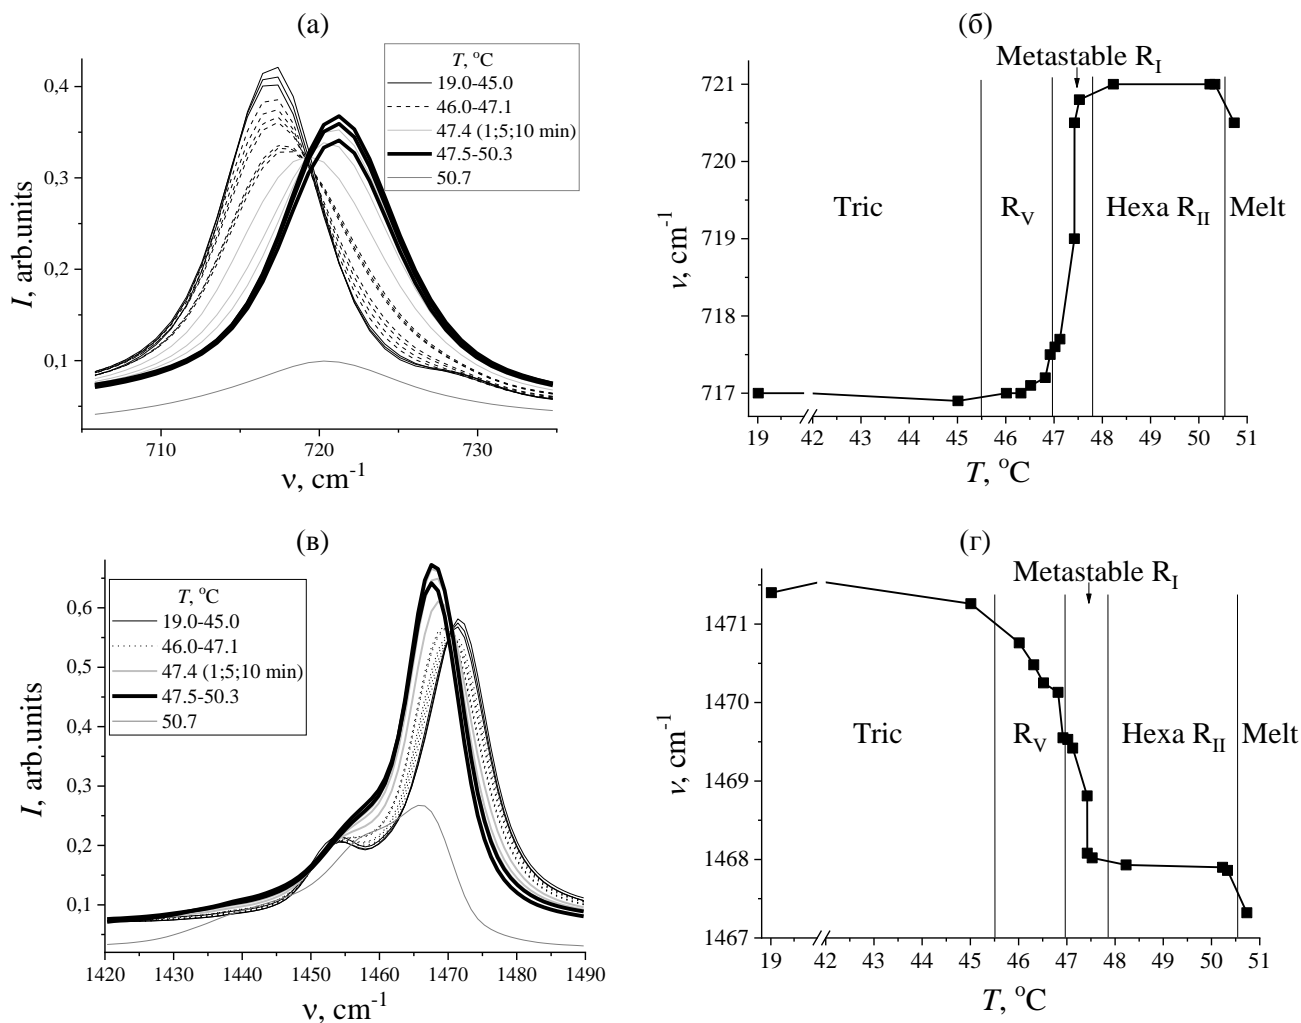 (а)
T, °C
19.0-45.0
46.0-47.1
47.4 (1;5;10 min)
47.5-50.3
50.7
0,4
0,3
0,2
0,1
I, arb.units
710 720 730
ν, cm-1
(б)
Metastable RI
721
720
719
718
717
ν, cm-1
Tric
RV
Hexa RII
Melt
19 42 43 44 45 46 47 48 49 50 51
T, °C
(в)
T, °C
19.0-45.0
46.0-47.1
47.4 (1;5;10 min)
47.5-50.3
50.7
0,6
0,5
0,4
0,3
0,2
0,1
I, arb.units
1420 1430 1440 1450 1460 1470 1480 1490
ν, cm-1
(г)
Metastable RI
1471
1470
1469
1468
1467
ν, cm-1
Tric
RV
Hexa RII
Melt
19 42 43 44 45 46 47 48 49 50 51
T, °C